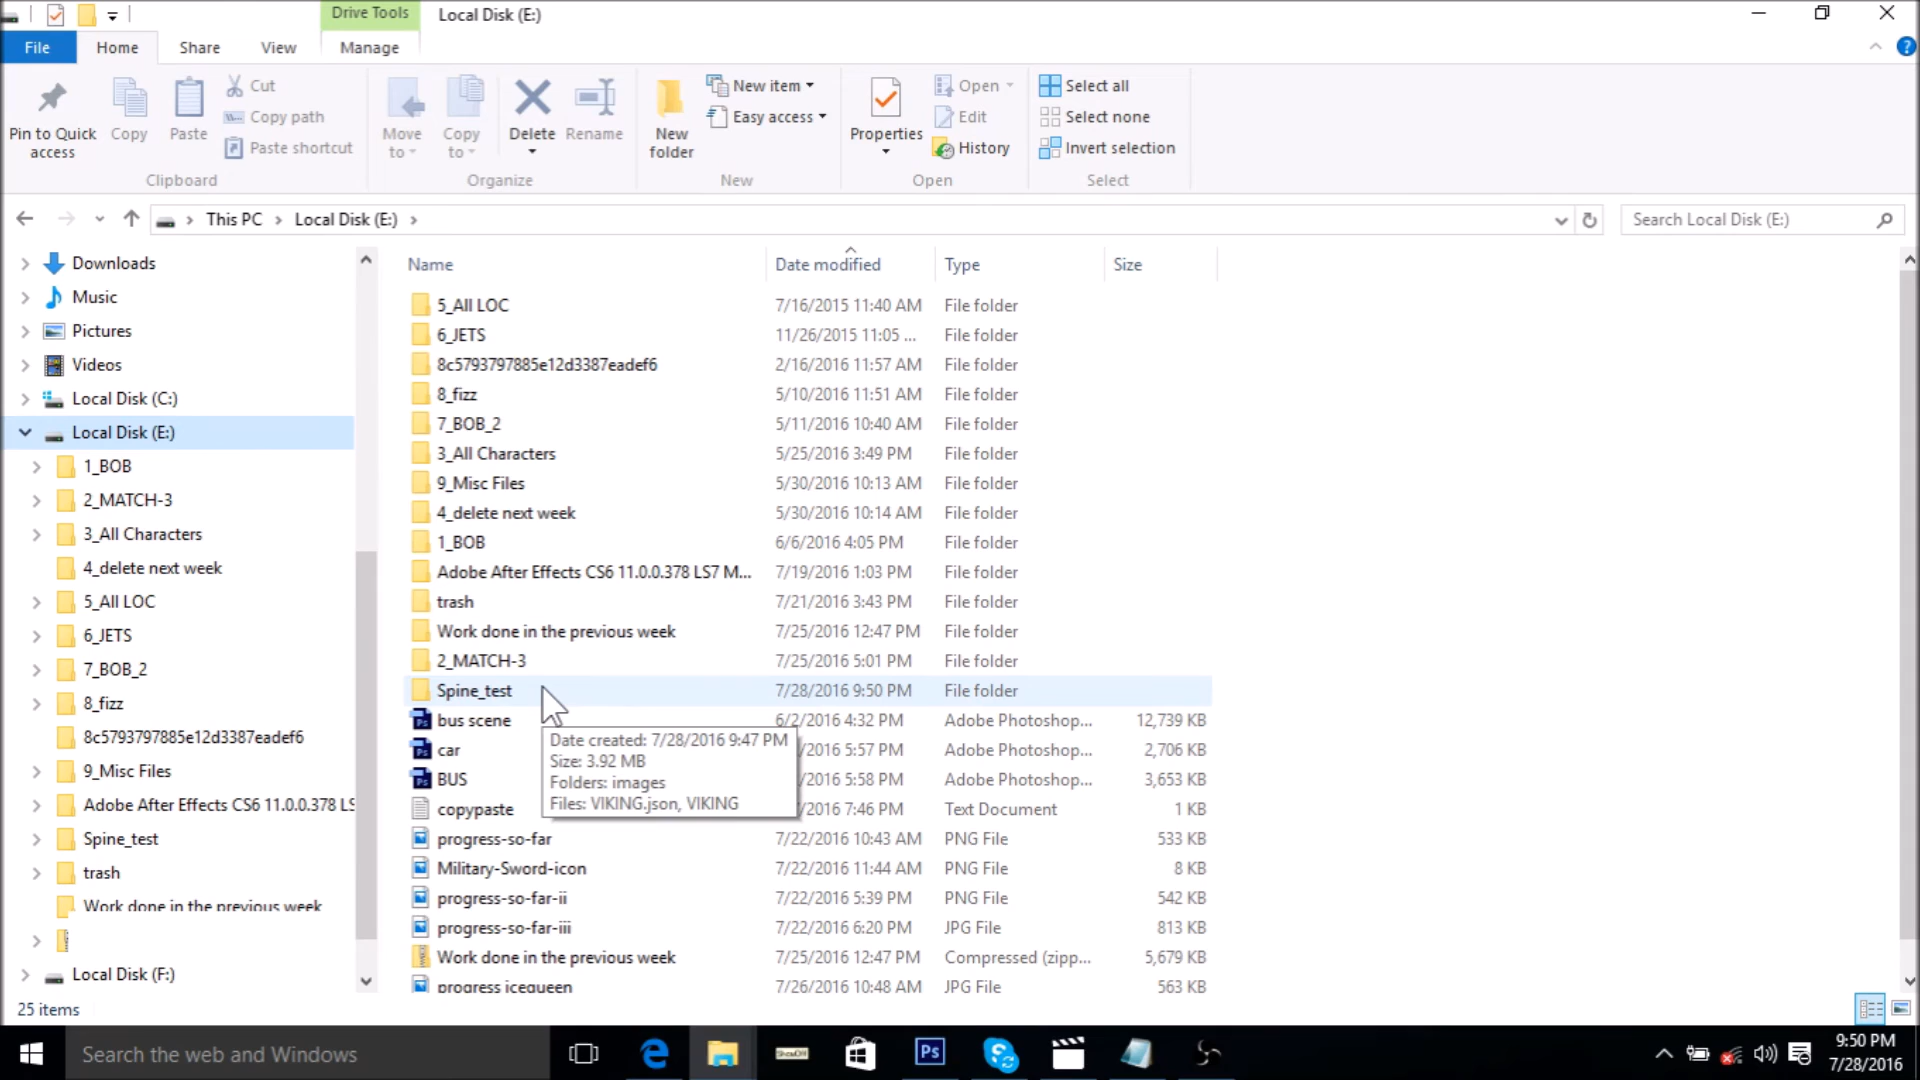 Drive Tools
Local Disk (E:)
File
Home
Share
View
Manage
Pin to Quick access
Copy
Paste
Cut
Copy path
Paste shortcut
Clipboard
Move to
Copy to
Delete
Rename
Organize
New folder
New item
Easy access
New
Properties
Open
Edit
History
Open
Select all
Select none
Invert selection
Select
This PC > Local Disk (E:) >
Search Local Disk (E:)
Downloads
Music
Pictures
Videos
Local Disk (C:)
Local Disk (E:)
1_BOB
2_MATCH-3
3_All Characters
4_delete next week
5_All LOC
6_JETS
7_BOB_2
8_fizz
8c5793797885e12d3387eadef6
9_Misc Files
Adobe After Effects CS6 11.0.0.378 LS
Spine_test
trash
Work done in the previous week
Local Disk (F:)
Name Date modified Type Size
5_All LOC 7/16/2015 11:40 AM File folder
6_JETS 11/26/2015 11:05 ... File folder
8c5793797885e12d3387eadef6 2/16/2016 11:57 AM File folder
8_fizz 5/10/2016 11:51 AM File folder
7_BOB_2 5/11/2016 10:40 AM File folder
3_All Characters 5/25/2016 3:49 PM File folder
9_Misc Files 5/30/2016 10:13 AM File folder
4_delete next week 5/30/2016 10:14 AM File folder
1_BOB 6/6/2016 4:05 PM File folder
Adobe After Effects CS6 11.0.0.378 LS7 M... 7/19/2016 1:03 PM File folder
trash 7/21/2016 3:43 PM File folder
Work done in the previous week 7/25/2016 12:47 PM File folder
2_MATCH-3 7/25/2016 5:01 PM File folder
Spine_test 7/28/2016 9:50 PM File folder
bus scene 6/2/2016 4:32 PM Adobe Photoshop... 12,739 KB
car /2016 5:57 PM Adobe Photoshop... 2,706 KB
BUS /2016 5:58 PM Adobe Photoshop... 3,653 KB
copypaste /2016 7:46 PM Text Document 1 KB
progress-so-far 7/22/2016 10:43 AM PNG File 533 KB
Military-Sword-icon 7/22/2016 11:44 AM PNG File 8 KB
progress-so-far-ii 7/22/2016 5:39 PM PNG File 542 KB
progress-so-far-iii 7/22/2016 6:20 PM JPG File 813 KB
Work done in the previous week 7/25/2016 12:47 PM Compressed (zipp... 5,679 KB
progress icequeen 7/26/2016 10:48 AM JPG File 563 KB
Date created: 7/28/2016 9:47 PM
Size: 3.92 MB
Folders: images
Files: VIKING.json, VIKING
25 items
Search the web and Windows
Ps
9:50 PM
7/28/2016